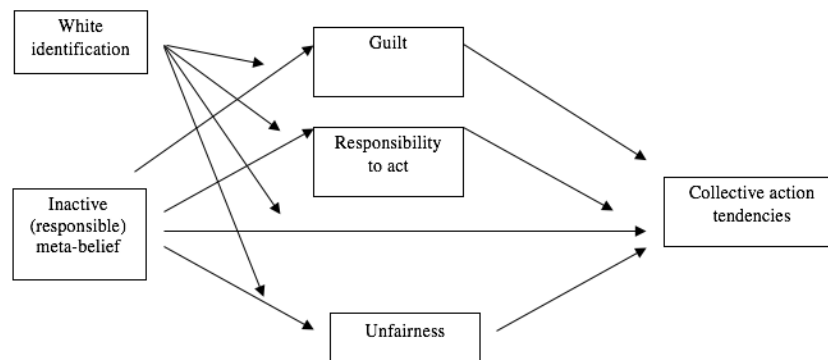 White
identification
Guilt
Responsibility
to act
Inactive
(responsible)
meta-belief
Collective action
tendencies
Unfairness